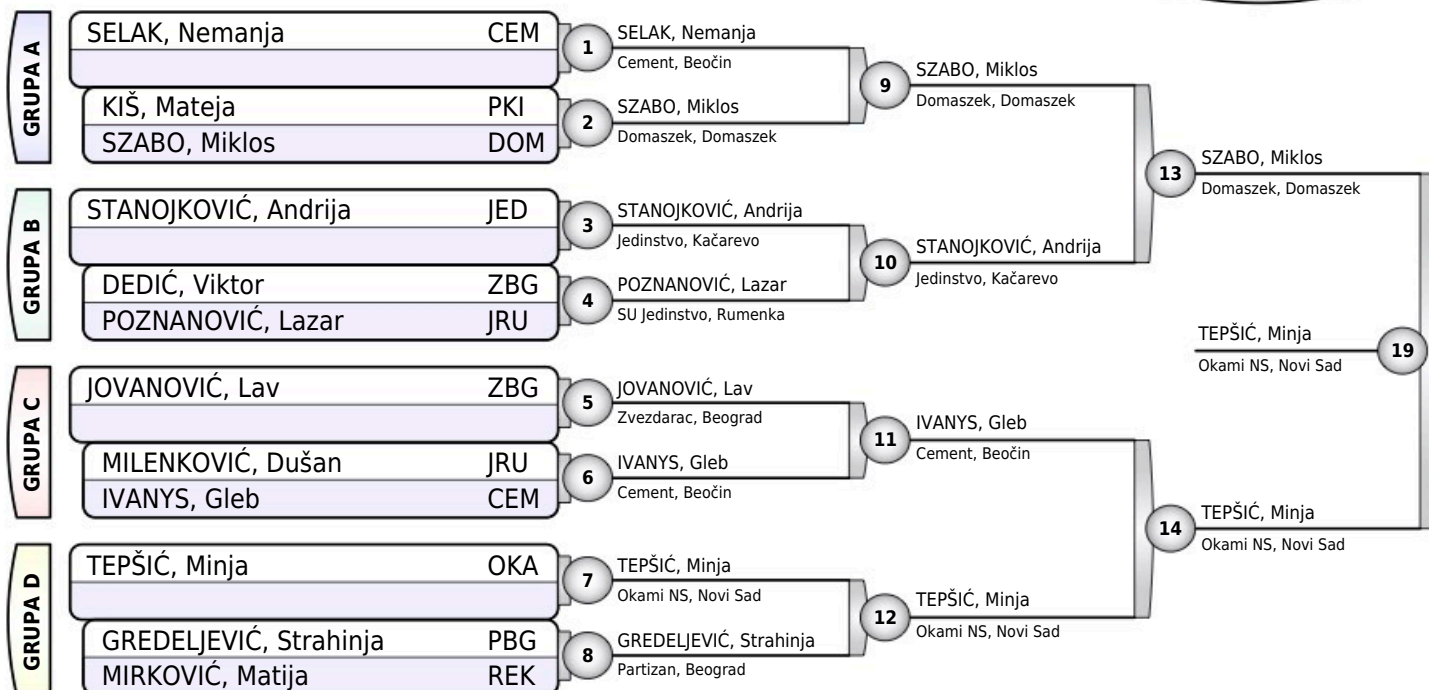 GRUPA A
SELAK, Nemanja CEM
KIŠ, Mateja PKI
SZABO, Miklos DOM
1
SELAK, Nemanja
Cement, Beočin
2
SZABO, Miklos
Domaszek, Domaszek
9
SZABO, Miklos
Domaszek, Domaszek
GRUPA B
STANOJKOVIĆ, Andrija JED
DEDIĆ, Viktor ZBG
POZNANOVIĆ, Lazar JRU
3
STANOJKOVIĆ, Andrija
Jedinstvo, Kačarevo
4
POZNANOVIĆ, Lazar
SU Jedinstvo, Rumenka
10
STANOJKOVIĆ, Andrija
Jedinstvo, Kačarevo
13
SZABO, Miklos
Domaszek, Domaszek
GRUPA C
JOVANOVIĆ, Lav ZBG
MILENKOVIĆ, Dušan JRU
IVANYS, Gleb CEM
5
JOVANOVIĆ, Lav
Zvezdarac, Beograd
6
IVANYS, Gleb
Cement, Beočin
11
IVANYS, Gleb
Cement, Beočin
GRUPA D
TEPŠIĆ, Minja OKA
GREDELJEVIĆ, Strahinja PBG
MIRKOVIĆ, Matija REK
7
TEPŠIĆ, Minja
Okami NS, Novi Sad
8
GREDELJEVIĆ, Strahinja
Partizan, Beograd
12
TEPŠIĆ, Minja
Okami NS, Novi Sad
14
TEPŠIĆ, Minja
Okami NS, Novi Sad
TEPŠIĆ, Minja
Okami NS, Novi Sad
19